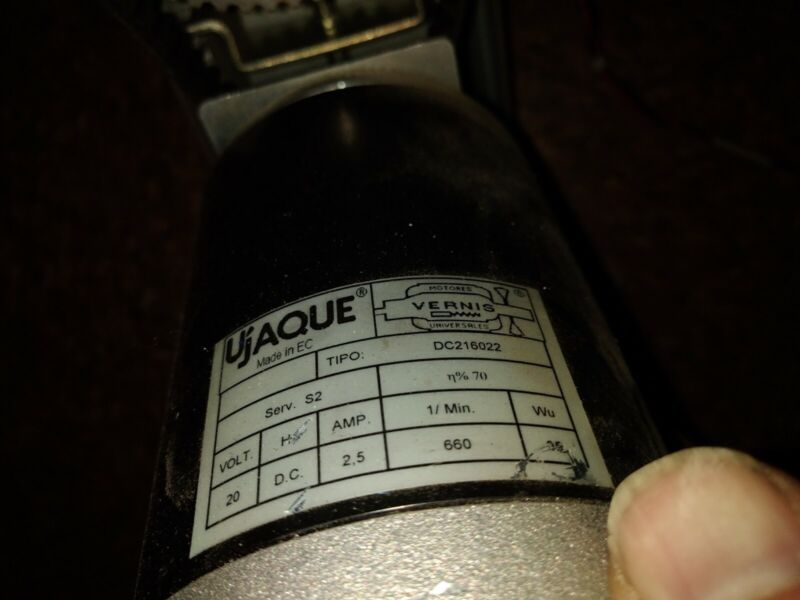 UjAQUE®
Made in EC
MOTORES
VERNIS
UNIVERSALES
®
TIPO: DC216022
Serv. S2 η% 70
VOLT. AMP. 1/ Min. Wu
20 D.C. 2,5 660